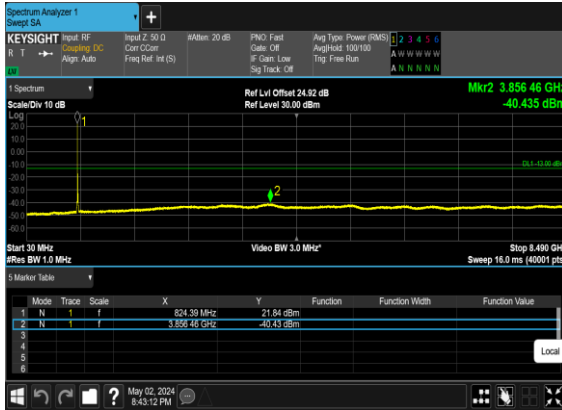 Spectrum Analyzer 1
Swept SA
+
KEYSIGHT Input: RF Input Z: 50 Ω #Atten: 20 dB PNO: Fast Avg Type: Power (RMS) 1 2 3 4 5 6
R T Coupling: DC Corr CCorr Gate: Off Avg|Hold: 100/100 A W W W W W
Align: Auto Freq Ref: Int (S) IF Gain: Low Trig: Free Run
Sig Track: Off A N N N N N
1 Spectrum Ref Lvl Offset 24.92 dB Mkr2 3.856 46 GHz
Scale/Div 10 dB Ref Level 30.00 dBm -40.435 dBm
Log
20.0
10.0
0.00
-10.0
-20.0
-30.0
-40.0
-50.0
-60.0
1
DL1 -13.00 dBm
2
Start 30 MHz Video BW 3.0 MHz* Stop 8.490 GHz
#Res BW 1.0 MHz Sweep 16.0 ms (40001 pts)
5 Marker Table
Mode Trace Scale X Y Function Function Width Function Value
1 N 1 f 824.39 MHz 21.84 dBm
2 N 1 f 3.856 46 GHz -40.43 dBm
3
4
5
6
Local
? May 02, 2024
8:43:12 PM